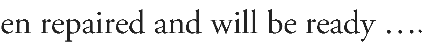 en repaired and will be ready ….